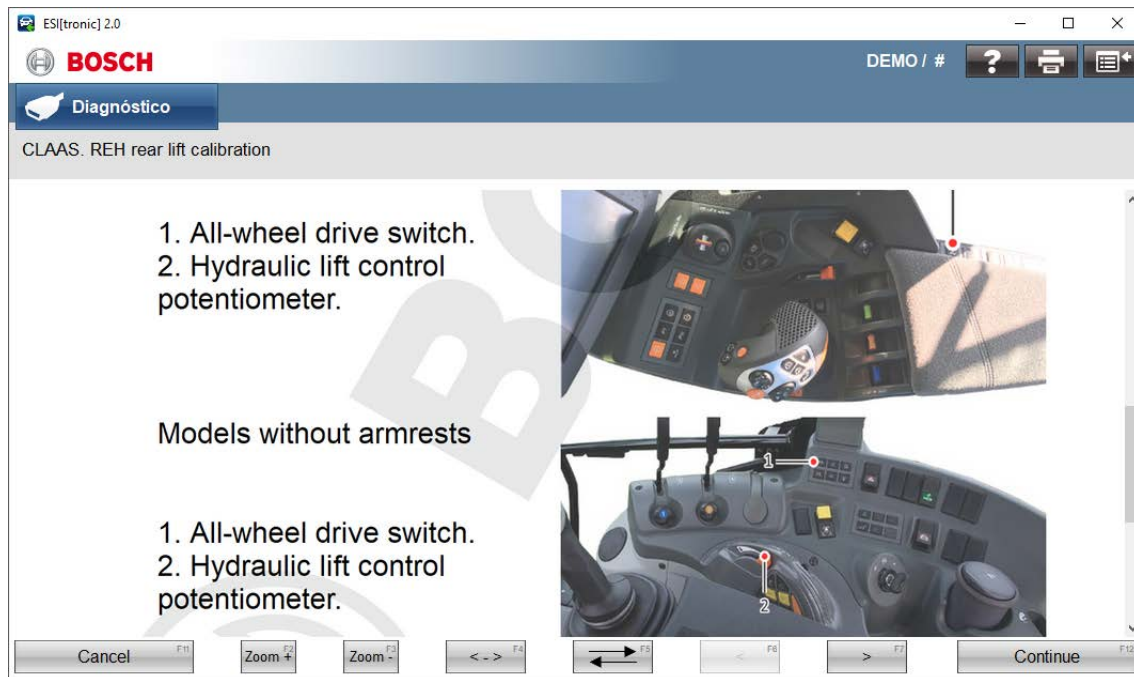 ESI[tronic] 2.0
BOSCH
DEMO / #
?
Diagnóstico
CLAAS. REH rear lift calibration
1. All-wheel drive switch.
2. Hydraulic lift control
potentiometer.
Models without armrests
1
2
1. All-wheel drive switch.
2. Hydraulic lift control
potentiometer.
Cancel F11
Zoom + F2
Zoom - F3
< - > F4
F5
< F6
> F7
Continue F12